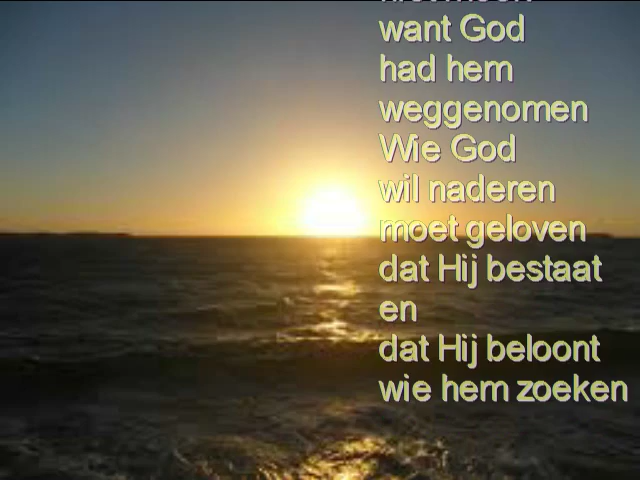 want God
had hem
weggenomen
Wie God
wil naderen
moet geloven
dat Hij bestaat
en
dat Hij beloont
wie hem zoeken